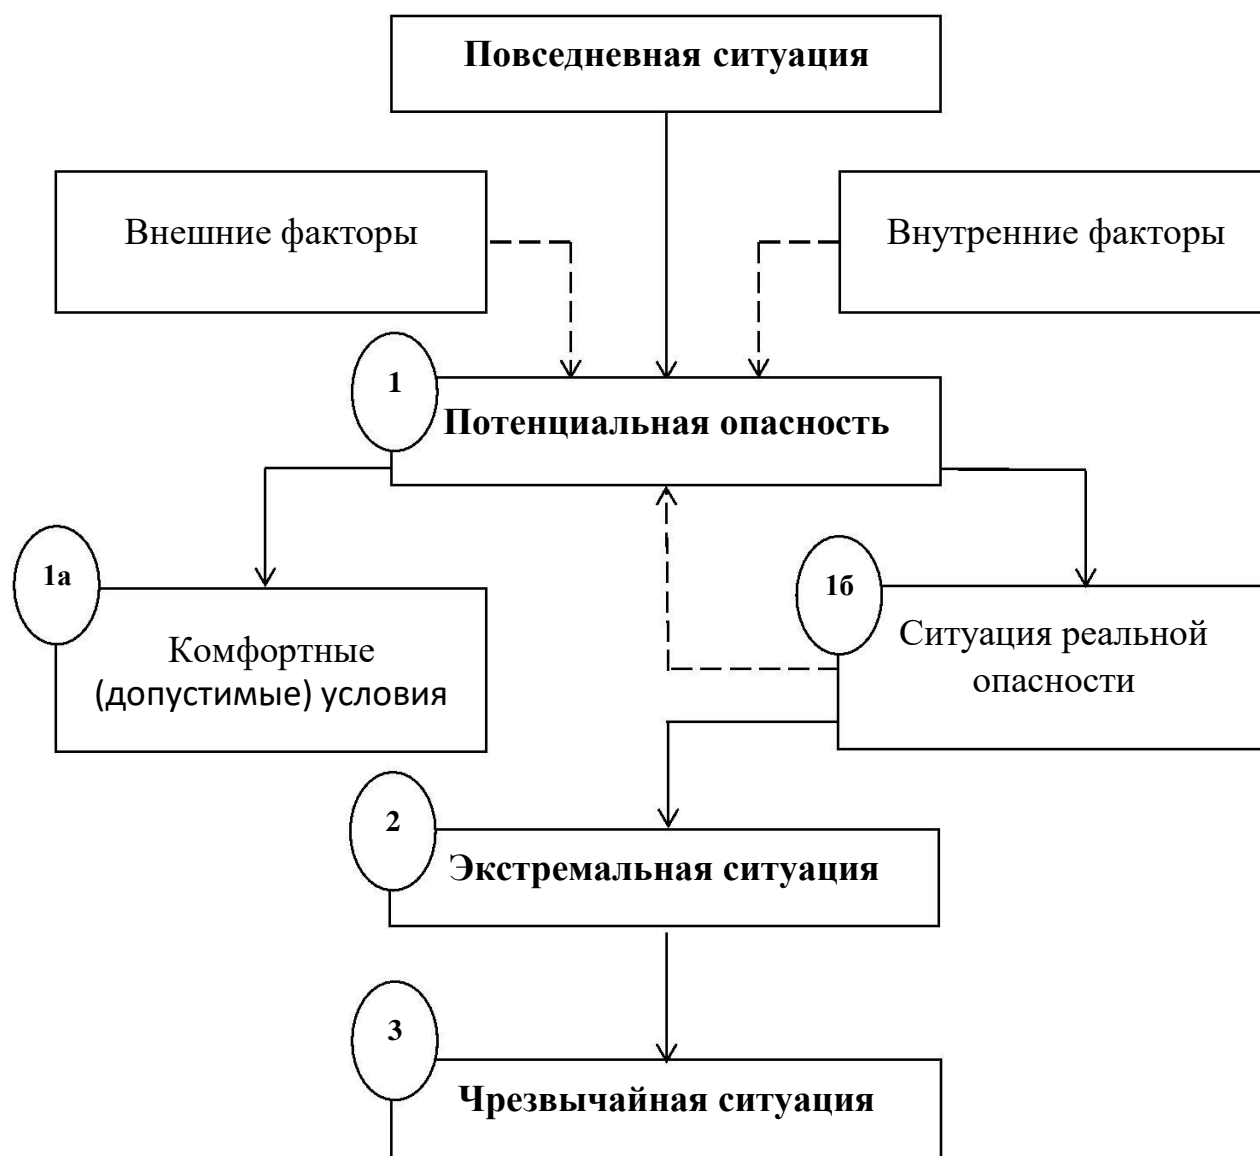 Повседневная ситуация
Внешние факторы
Внутренние факторы
1
Потенциальная опасность
1а
Комфортные
(допустимые) условия
1б
Ситуация реальной
опасности
2
Экстремальная ситуация
3
Чрезвычайная ситуация